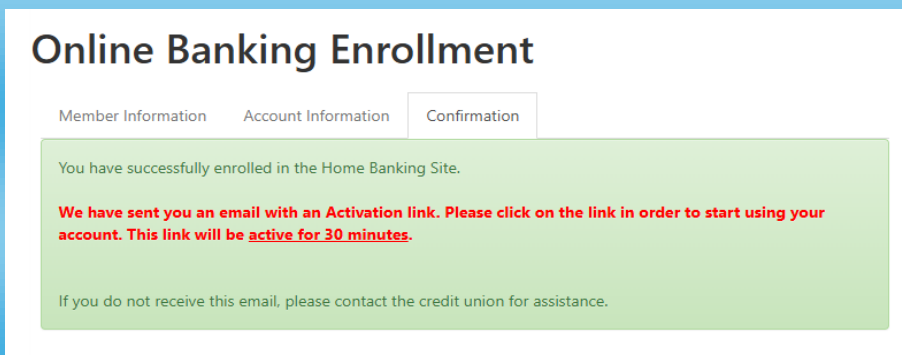 Online Banking Enrollment
Member Information Account Information Confirmation
You have successfully enrolled in the Home Banking Site.
We have sent you an email with an Activation link. Please click on the link in order to start using your
account. This link will be active for 30 minutes.
If you do not receive this email, please contact the credit union for assistance.